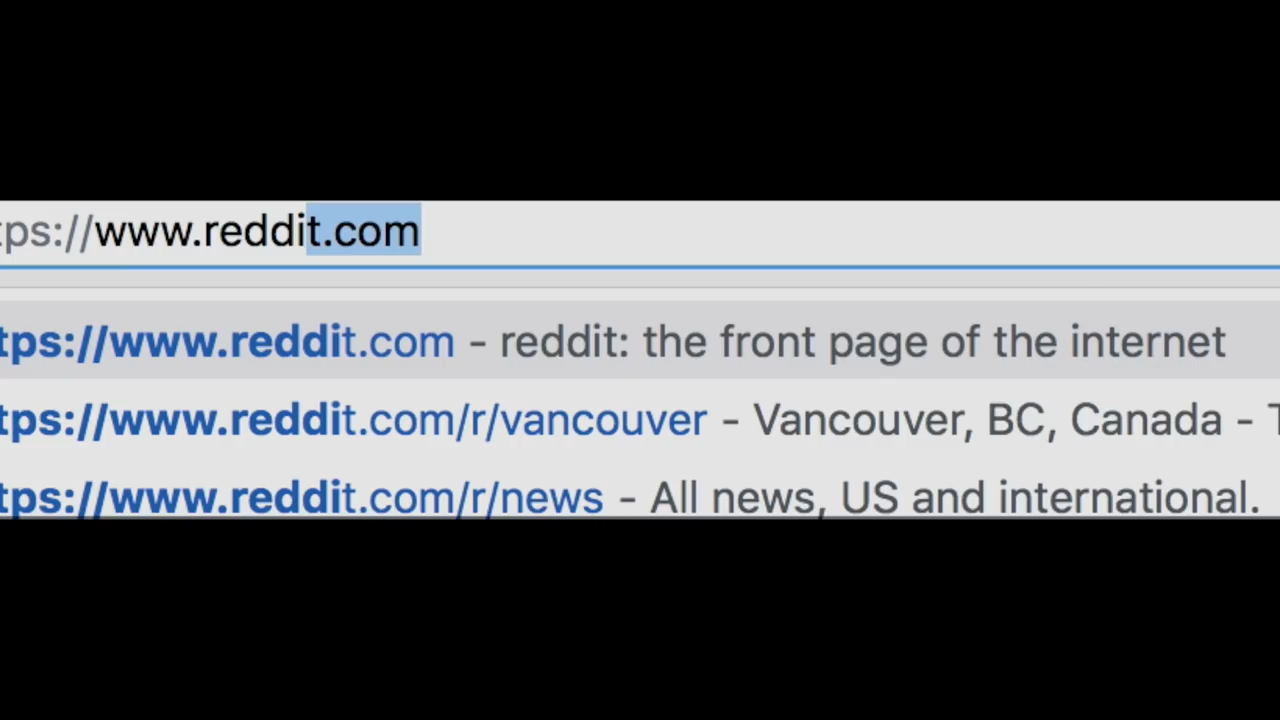 tps://www.reddit.com
tps://www.reddit.com - reddit: the front page of the internet
tps://www.reddit.com/r/vancouver - Vancouver, BC, Canada - T
tps://www.reddit.com/r/news - All news, US and international.